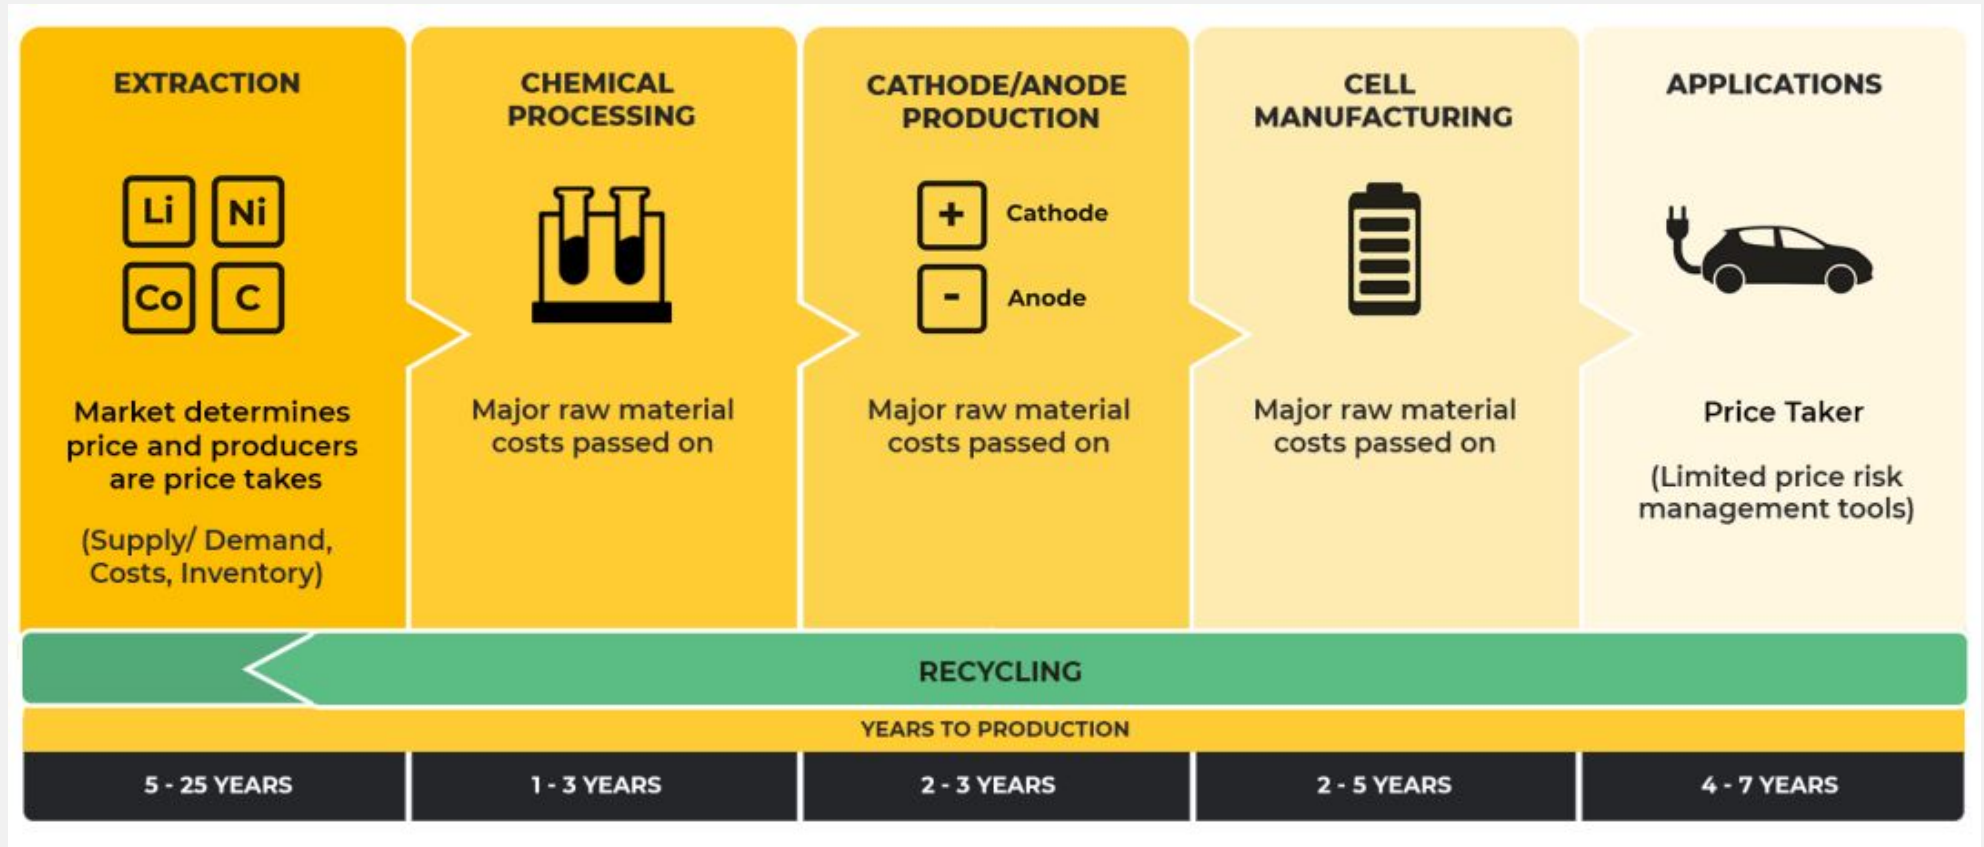 EXTRACTION
Li
Ni
Co
C
Market determines
price and producers
are price takes
(Supply/ Demand,
Costs, Inventory)
CHEMICAL
PROCESSING
Major raw material
costs passed on
CATHODE/ANODE
PRODUCTION
+ Cathode
- Anode
Major raw material
costs passed on
CELL
MANUFACTURING
Major raw material
costs passed on
APPLICATIONS
Price Taker
(Limited price risk
management tools)
RECYCLING
YEARS TO PRODUCTION
5 - 25 YEARS
1 - 3 YEARS
2 - 3 YEARS
2 - 5 YEARS
4 - 7 YEARS